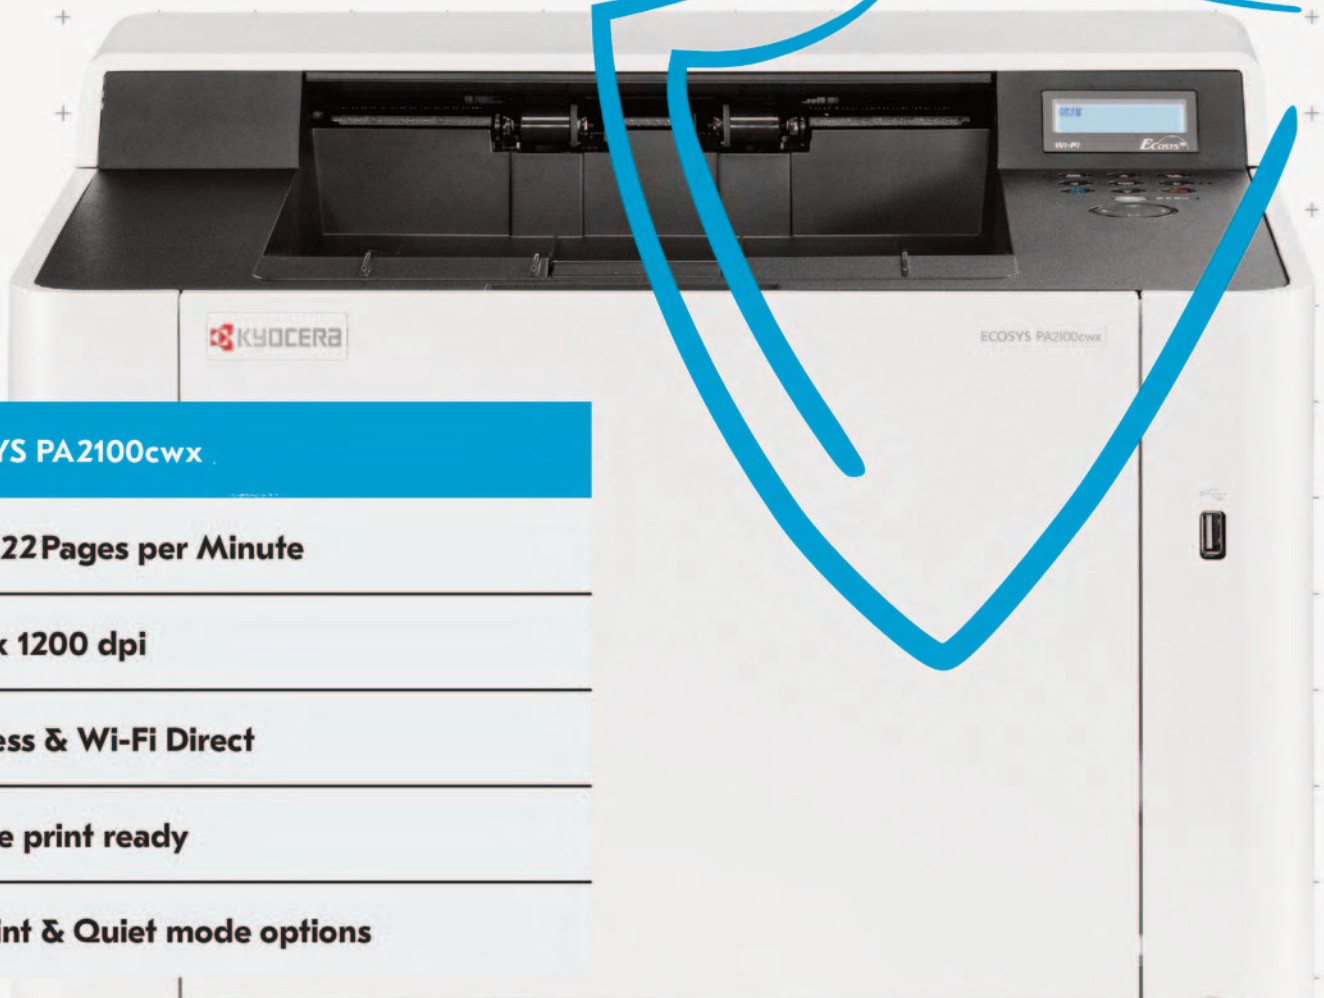 WI-FI
ECOSYS
KYOCERA
ECOSYS PA2100cwx
YS PA2100cwx
22 Pages per Minute
x 1200 dpi
ess & Wi-Fi Direct
e print ready
int & Quiet mode options